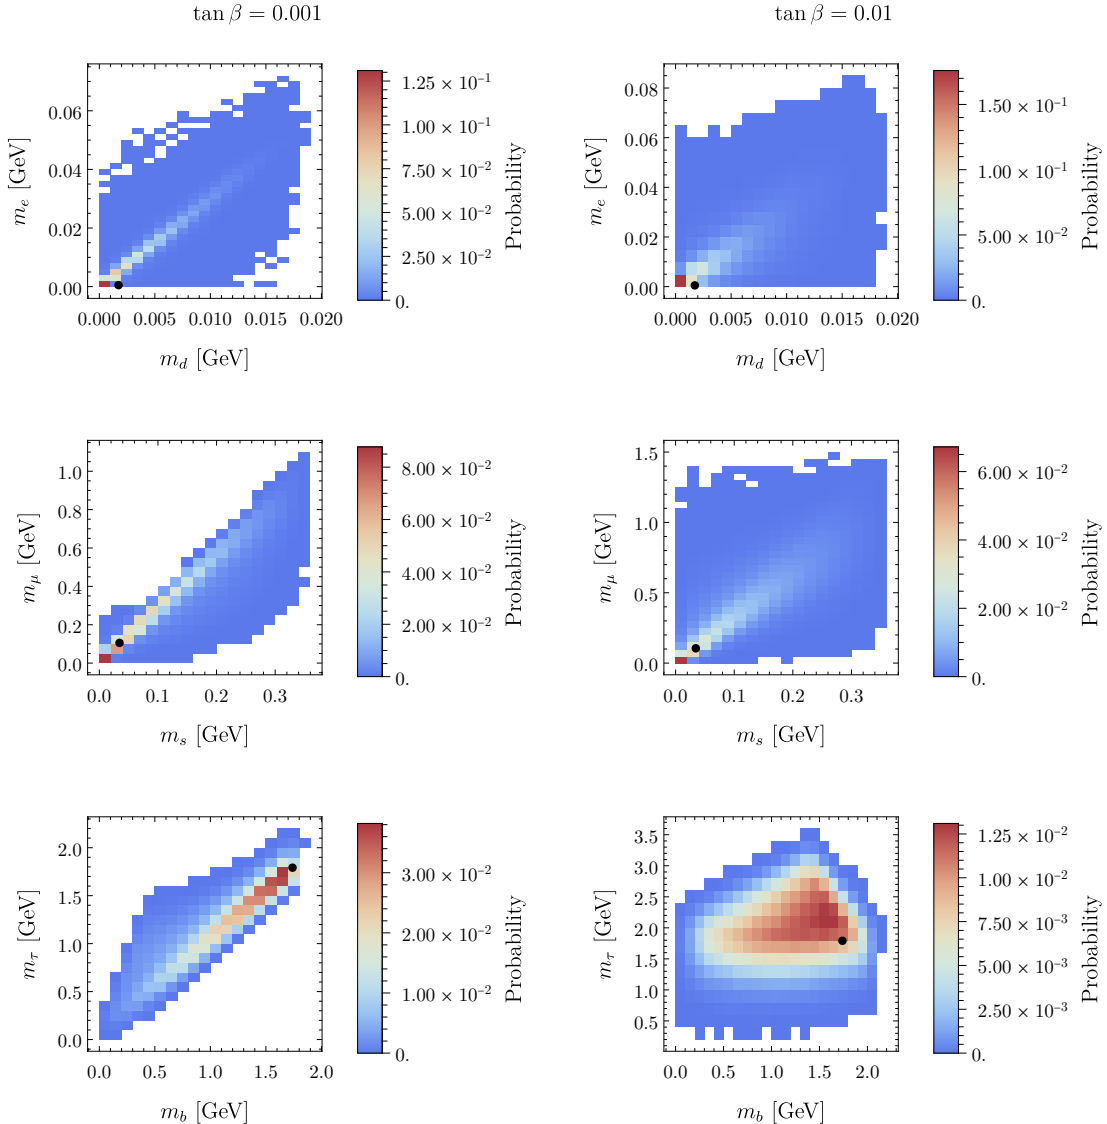 tan β = 0.001
tan β = 0.01
m_e [GeV]
0.06
0.04
0.02
0.00
0.000 0.005 0.010 0.015 0.020
m_d [GeV]
1.25 × 10⁻¹
1.00 × 10⁻¹
7.50 × 10⁻²
5.00 × 10⁻²
2.50 × 10⁻²
0.
Probability
m_e [GeV]
0.08
0.06
0.04
0.02
0.00
0.000 0.005 0.010 0.015 0.020
m_d [GeV]
1.50 × 10⁻¹
1.00 × 10⁻¹
5.00 × 10⁻²
0.
Probability
m_μ [GeV]
1.0
0.8
0.6
0.4
0.2
0.0
0.0 0.1 0.2 0.3
m_s [GeV]
8.00 × 10⁻²
6.00 × 10⁻²
4.00 × 10⁻²
2.00 × 10⁻²
0.
Probability
m_μ [GeV]
1.5
1.0
0.5
0.0
0.0 0.1 0.2 0.3
m_s [GeV]
6.00 × 10⁻²
4.00 × 10⁻²
2.00 × 10⁻²
0.
Probability
m_τ [GeV]
2.0
1.5
1.0
0.5
0.0
0.0 0.5 1.0 1.5 2.0
m_b [GeV]
3.00 × 10⁻²
2.00 × 10⁻²
1.00 × 10⁻²
0.
Probability
m_τ [GeV]
3.5
3.0
2.5
2.0
1.5
1.0
0.5
0.0 0.5 1.0 1.5 2.0
m_b [GeV]
1.25 × 10⁻²
1.00 × 10⁻²
7.50 × 10⁻³
5.00 × 10⁻³
2.50 × 10⁻³
0.
Probability